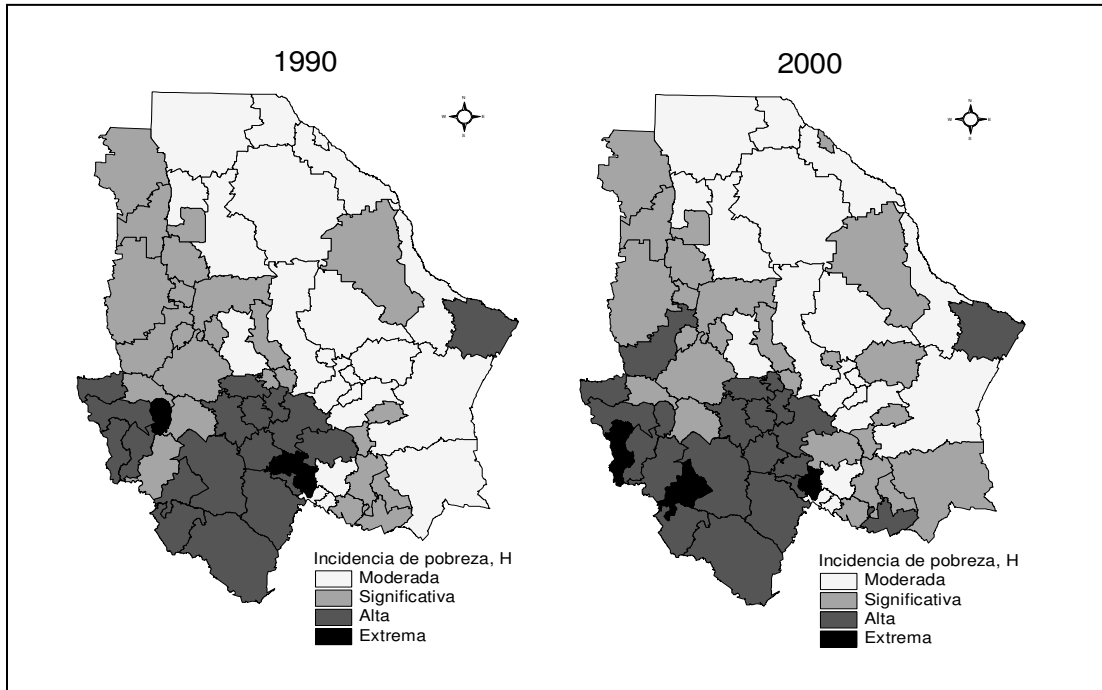 1990
2000
N
W
E
S
N
W
E
S
Incidencia de pobreza, H
Moderada
Significativa
Alta
Extrema
Incidencia de pobreza, H
Moderada
Significativa
Alta
Extrema